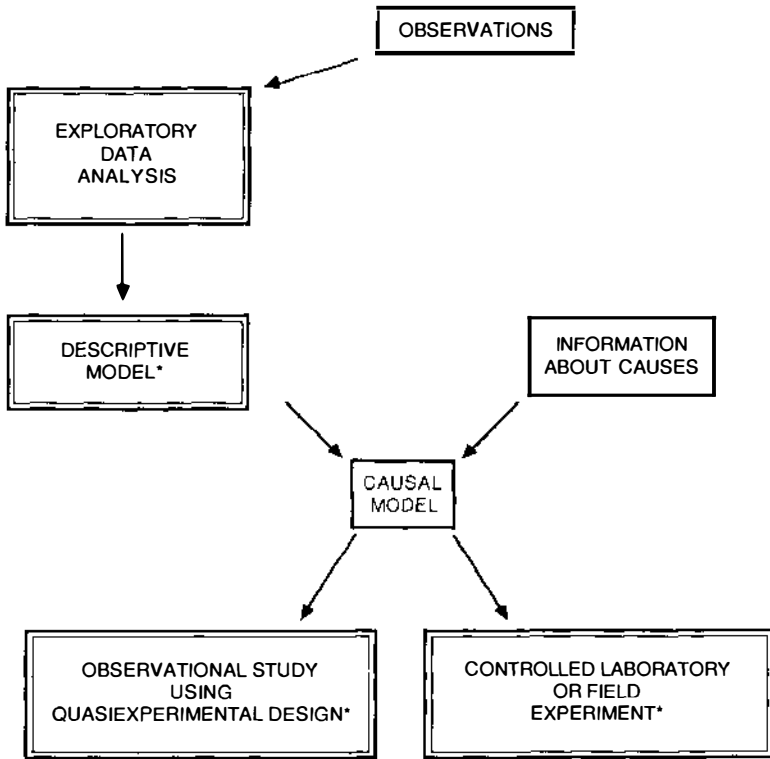 OBSERVATIONS
EXPLORATORY
DATA
ANALYSIS
DESCRIPTIVE
MODEL*
INFORMATION
ABOUT CAUSES
CAUSAL
MODEL
OBSERVATIONAL STUDY
USING
QUASIEXPERIMENTAL DESIGN*
CONTROLLED LABORATORY
OR FIELD
EXPERIMENT*